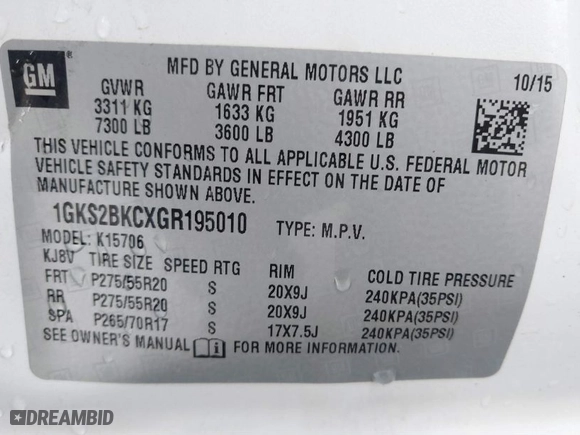 GM
®
MFD BY GENERAL MOTORS LLC
10/15
GVWR GAWR FRT GAWR RR
3311 KG 1633 KG 1951 KG
7300 LB 3600 LB 4300 LB
THIS VEHICLE CONFORMS TO ALL APPLICABLE U.S. FEDERAL MOTOR
VEHICLE SAFETY STANDARDS IN EFFECT ON THE DATE OF
MANUFACTURE SHOWN ABOVE.
1GKS2BKCXGR195010 TYPE: M.P.V.
MODEL: K15706
KJ8V TIRE SIZE SPEED RTG RIM COLD TIRE PRESSURE
FRT P275/55R20 S 20X9J 240KPA(35PSI)
RR P275/55R20 S 20X9J 240KPA(35PSI)
SPA P265/70R17 S 17X7.5J 240KPA(35PSI)
SEE OWNER'S MANUAL FOR MORE INFORMATION.
DREAMBID